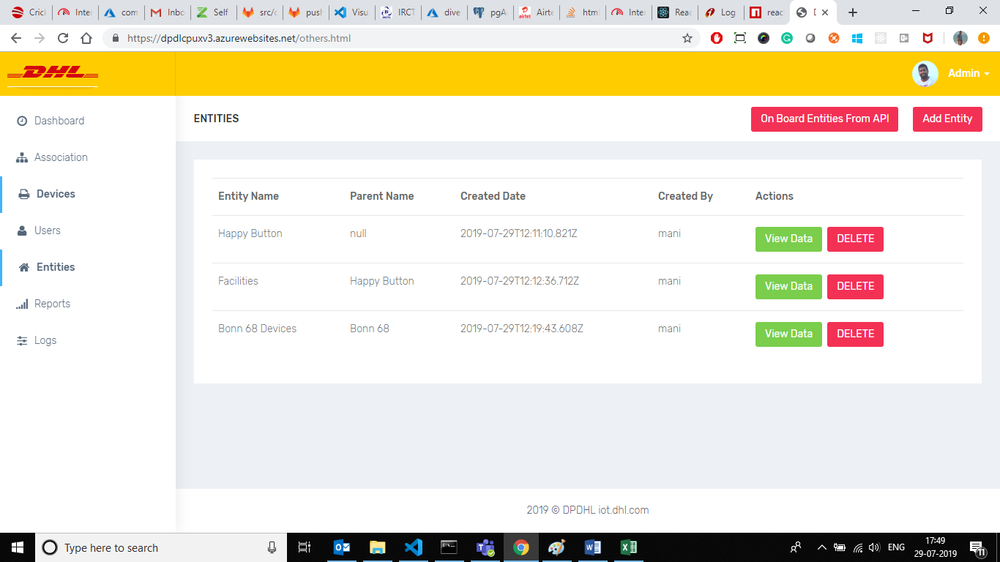 Crick
Inter
com
Inbo
Self
src/c
push
Visu
IRCT
dive
pgA
Airte
html
Inter
Reac
Log
reac
https://dpdlcpuxv3.azurewebsites.net/others.html
DHL
Admin
Dashboard
Association
Devices
Users
Entities
Reports
Logs
ENTITIES
On Board Entities From API
Add Entity
Entity Name Parent Name Created Date Created By Actions
Happy Button null 2019-07-29T12:11:10.821Z mani View Data DELETE
Facilities Happy Button 2019-07-29T12:12:36.712Z mani View Data DELETE
Bonn 68 Devices Bonn 68 2019-07-29T12:19:43.608Z mani View Data DELETE
2019 © DPDHL iot.dhl.com
Type here to search
ENG
17:49
29-07-2019
11